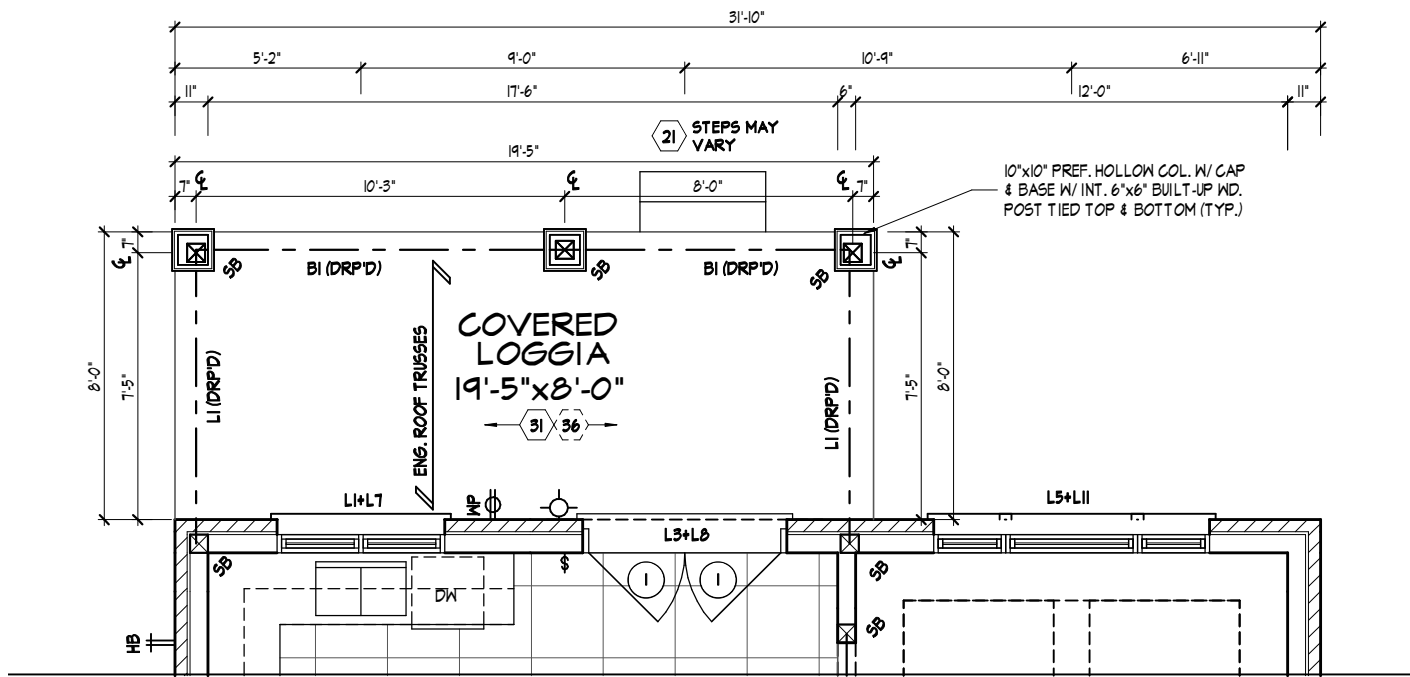 31'-10"
5'-2"
9'-0"
10'-9"
6'-11"
11"
17'-6"
6"
12'-0"
11"
21
STEPS MAY
VARY
19'-5"
7"
℄
10'-3"
℄
8'-0"
℄
7"
10"x10" PREF. HOLLOW COL. W/ CAP
& BASE W/ INT. 6"x6" BUILT-UP WD.
POST TIED TOP & BOTTOM (TYP.)
7"
℄
7"
℄
SB
B1 (DRP'D)
SB
B1 (DRP'D)
SB
COVERED
LOGGIA
19'-5"x8'-0"
31
36
ENG. ROOF TRUSSES
8'-0"
7'-5"
L1 (DRP'D)
L1 (DRP'D)
7'-5"
8'-0"
L1+L7
WP
L3+L8
L5+L11
SB
$
1
1
SB
DW
SB
HB